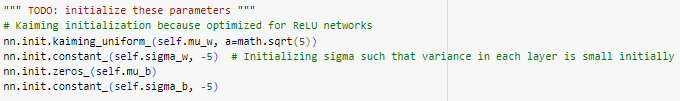 """ TODO: initialize these parameters """
# Kaiming initialization because optimized for ReLU networks
nn.init.kaiming_uniform_(self.mu_w, a=math.sqrt(5))
nn.init.constant_(self.sigma_w, -5)  # Initializing sigma such that variance in each layer is small initially
nn.init.zeros_(self.mu_b)
nn.init.constant_(self.sigma_b, -5)